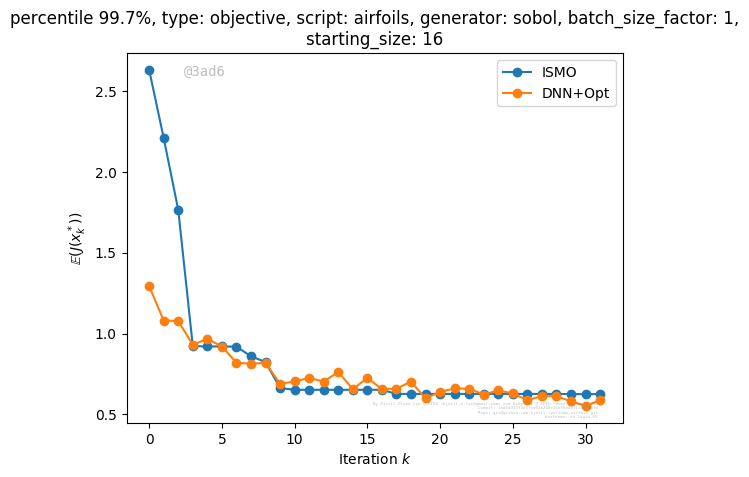 percentile 99.7%, type: objective, script: airfoils, generator: sobol, batch_size_factor: 1,
starting_size: 16
@3ad6
ISMO
DNN+Opt
2.5
2.0
1.5
1.0
0.5
𝔼(J(x*k))
0 5 10 15 20 25 30
Iteration k